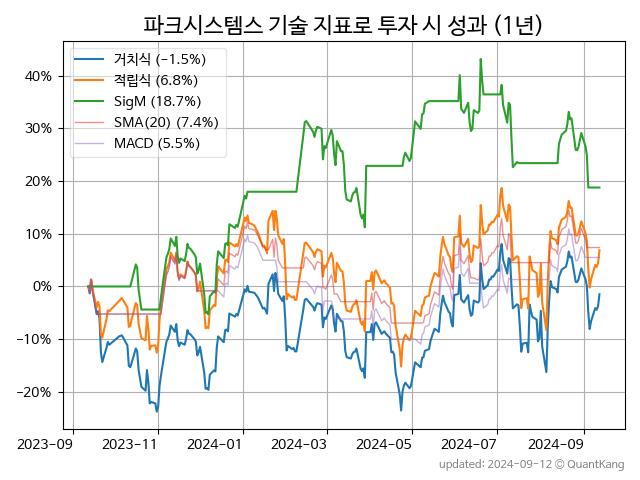 파크시스템스 기술 지표로 투자 시 성과 (1년)
거치식 (-1.5%)
적립식 (6.8%)
SigM (18.7%)
SMA(20) (7.4%)
MACD (5.5%)
40%
30%
20%
10%
0%
-10%
-20%
2023-09 2023-11 2024-01 2024-03 2024-05 2024-07 2024-09
updated: 2024-09-12 © QuantKang